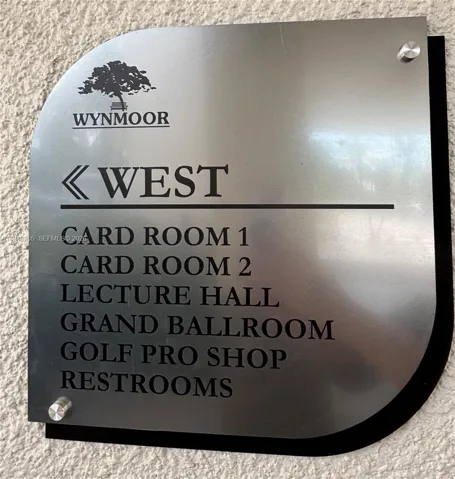 WYNMOOR
WEST
CARD ROOM 1
CARD ROOM 2
LECTURE HALL
GRAND BALLROOM
GOLF PRO SHOP
RESTROOMS